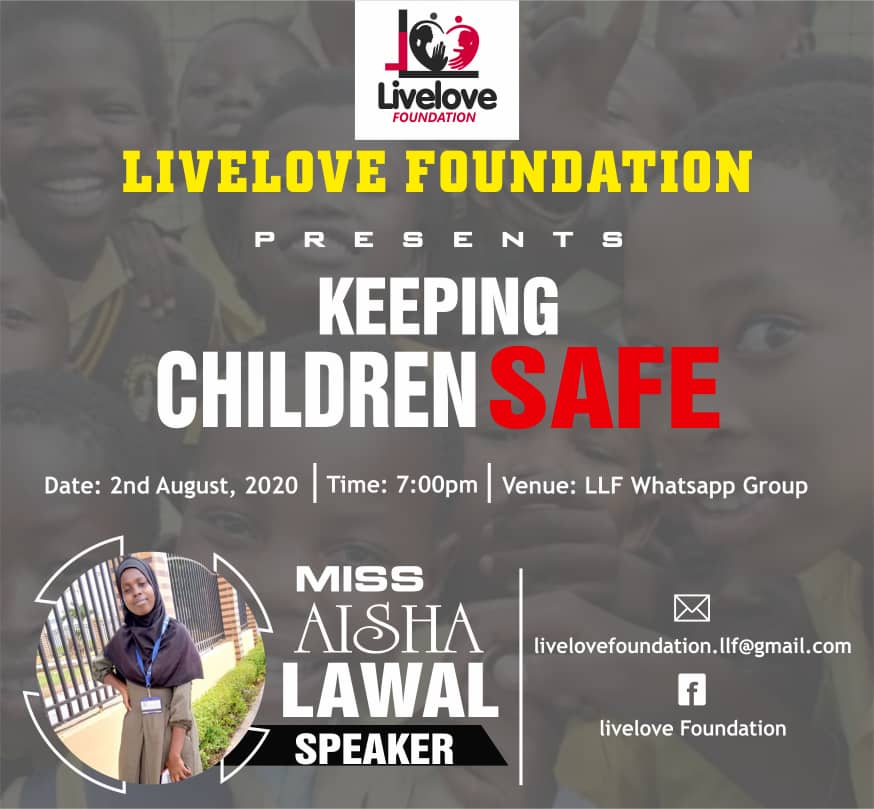 Livelove
FOUNDATION
LIVELOVE FOUNDATION
PRESENTS
KEEPING
CHILDREN SAFE
Date: 2nd August, 2020 | Time: 7:00pm | Venue: LLF Whatsapp Group
MISS
AISHA
LAWAL
SPEAKER
livelovefoundation.llf@gmail.com
livelove Foundation